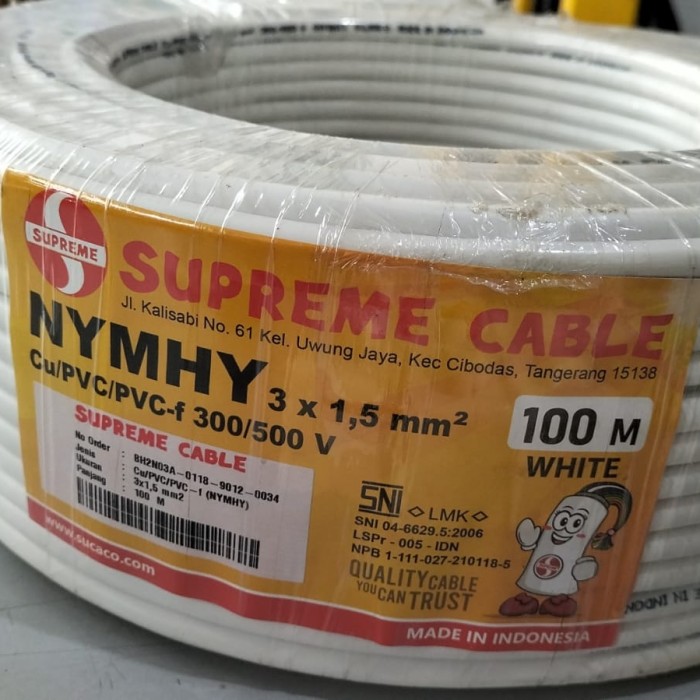 SUPREME
SUPREME CABLE
Jl. Kalisabi No. 61 Kel. Uwung Jaya, Kec Cibodas, Tangerang 15138
NYMHY 3 x 1,5 mm²
Cu/PVC/PVC-f 300/500 V
100 M
WHITE
SUPREME CABLE
No Order : BH2N03A-0118-9012-0034
Jenis : Cu/PVC/PVC-f (NYMHY)
Ukuran : 3x1,5 mm2
Panjang : 100 M
SNI LMK
SNI 04-6629.5:2006
LSPr - 005 - IDN
NPB 1-111-027-210118-5
QUALITY CABLE
YOU CAN TRUST
www.sucaco.com
MADE IN INDONESIA